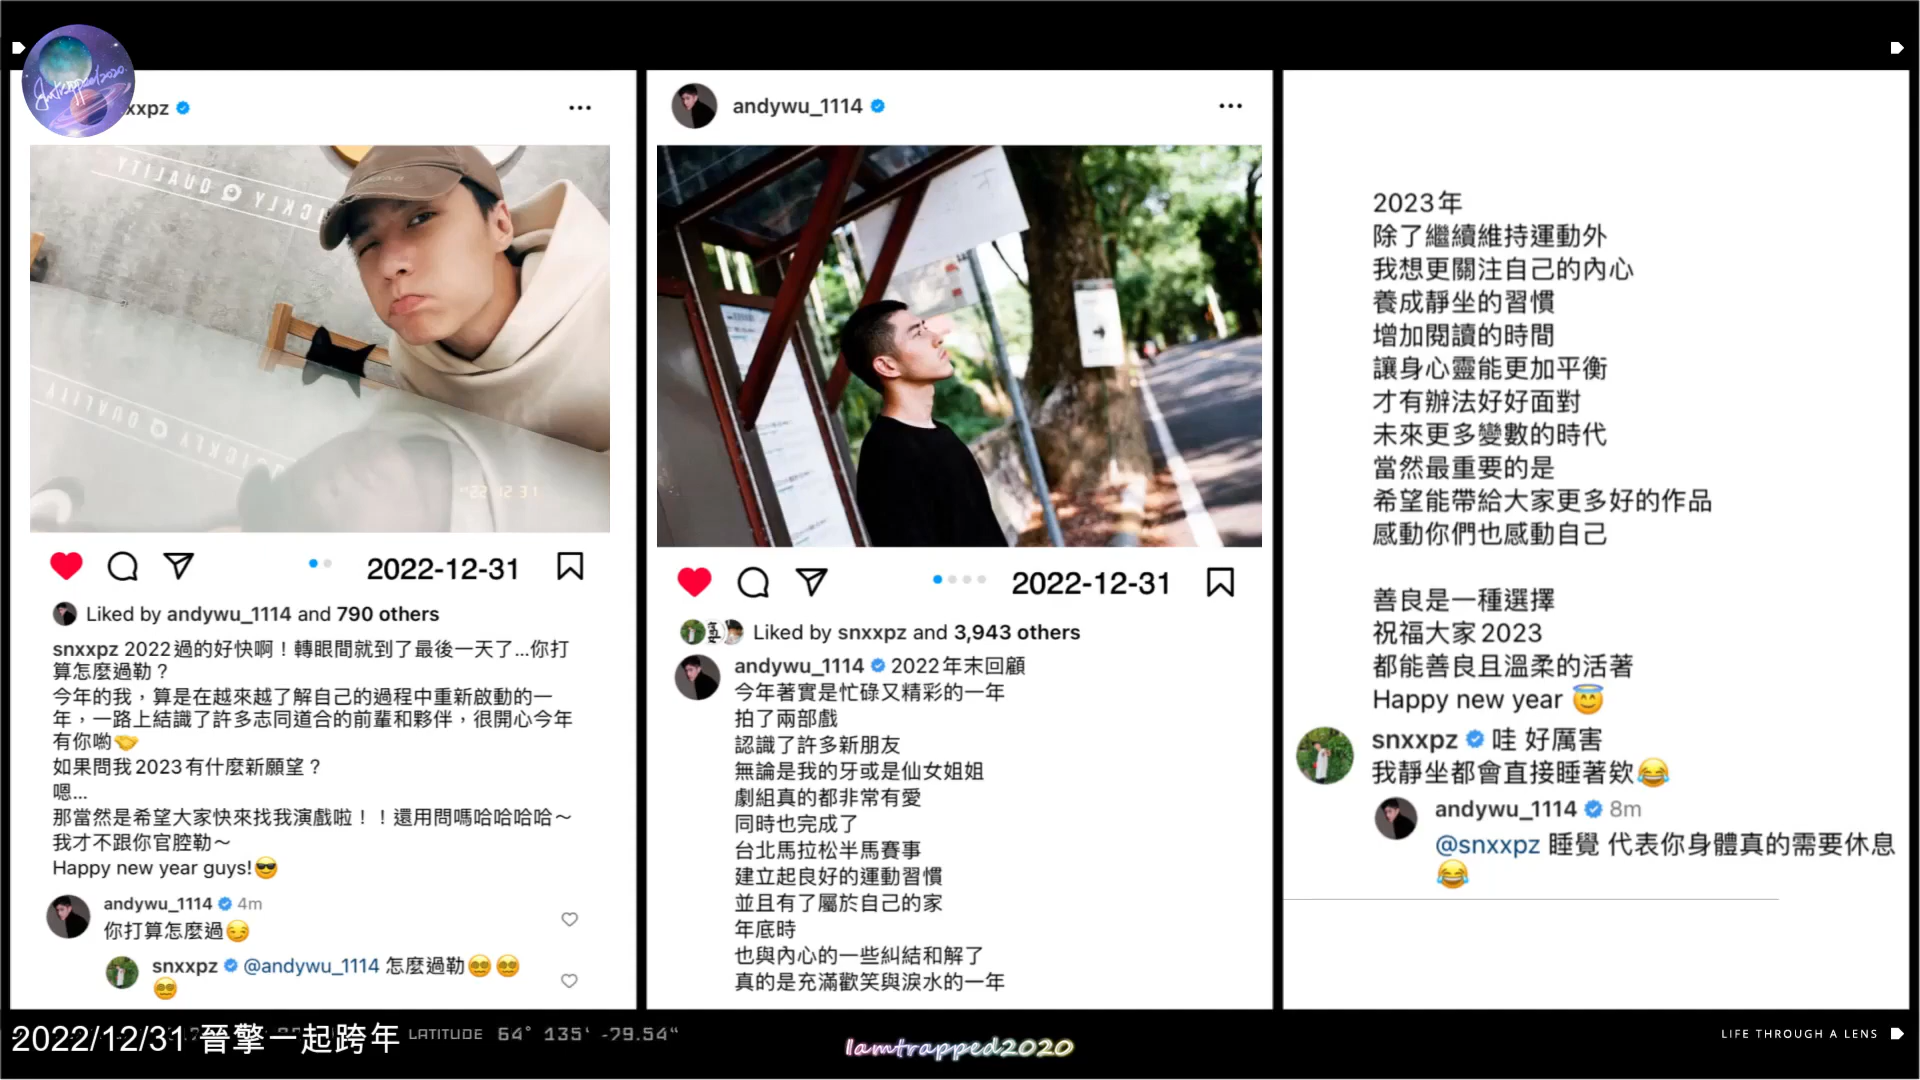 xxpz
QUALITY
2022-12-31
Liked by andywu_1114 and 790 others
snxxpz 2022過的好快啊！轉眼間就到了最後一天了...你打
算怎麼過勒？
今年的我，算是在越來越了解自己的過程中重新啟動的一
年，一路上結識了許多志同道合的前輩和夥伴，很開心今年
有你喲🤝
如果問我2023有什麼新願望？
嗯...
那當然是希望大家快來找我演戲啦！！還用問嗎哈哈哈哈～
我才不跟你官腔勒～
Happy new year guys!😎
andywu_1114 4m
你打算怎麼過😏
snxxpz @andywu_1114 怎麼過勒😵‍💫😵‍💫
😵‍💫
andywu_1114
2022-12-31
Liked by snxxpz and 3,943 others
andywu_1114 2022年末回顧
今年著實是忙碌又精彩的一年
拍了兩部戲
認識了許多新朋友
無論是我的牙或是仙女姐姐
劇組真的都非常有愛
同時也完成了
台北馬拉松半馬賽事
建立起良好的運動習慣
並且有了屬於自己的家
年底時
也與內心的一些糾結和解了
真的是充滿歡笑與淚水的一年
2023年
除了繼續維持運動外
我想更關注自己的內心
養成靜坐的習慣
增加閱讀的時間
讓身心靈能更加平衡
才有辦法好好面對
未來更多變數的時代
當然最重要的是
希望能帶給大家更多好的作品
感動你們也感動自己
善良是一種選擇
祝福大家2023
都能善良且溫柔的活著
Happy new year 😇
snxxpz 哇 好厲害
我靜坐都會直接睡著欸😂
andywu_1114 8m
@snxxpz 睡覺 代表你身體真的需要休息
😂
2022/12/31 晉擎一起跨年
LATITUDE 64° 135' -79.54"
Iamtrapped2020
LIFE THROUGH A LENS